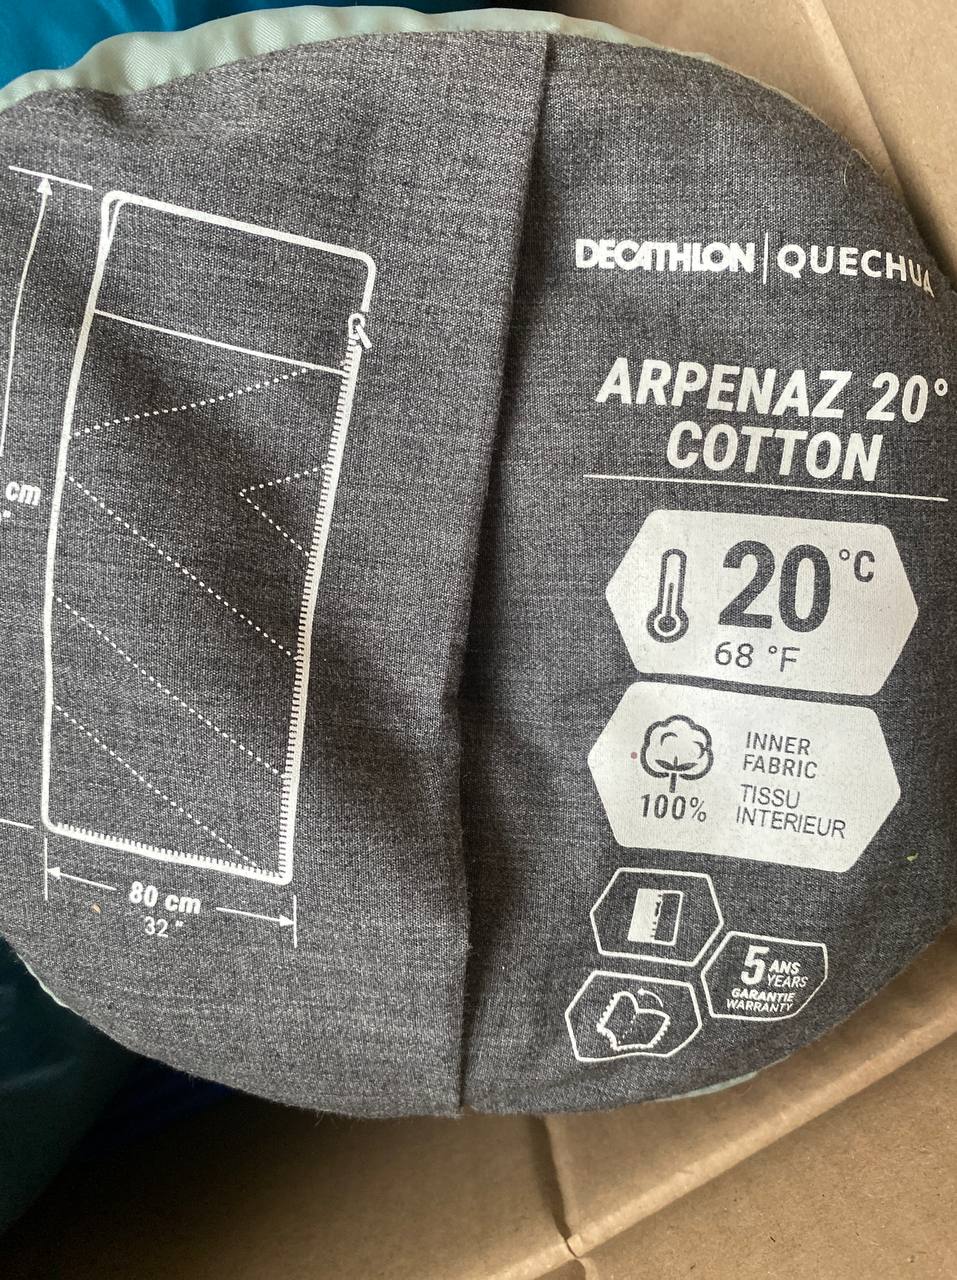 DECATHLON | QUECHUA
ARPENAZ 20°
COTTON
20°C
68 °F
100%
INNER
FABRIC
TISSU
INTERIEUR
5 ANS
YEARS
GARANTIE
WARRANTY
cm
"
80 cm
32 "